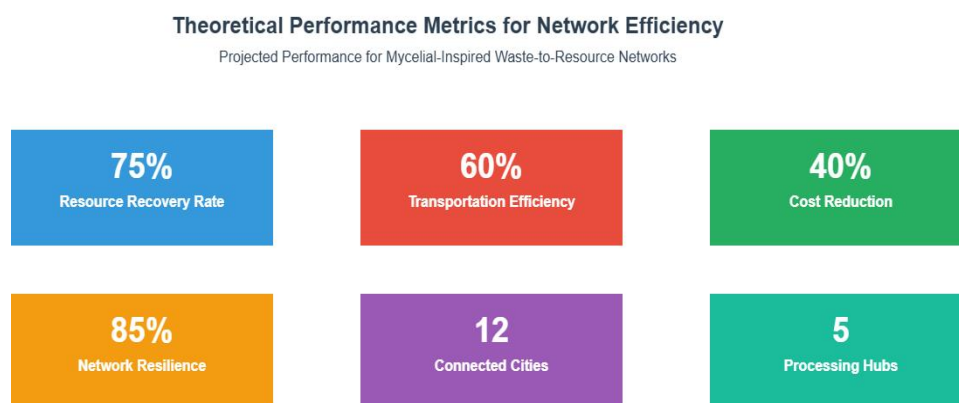 Theoretical Performance Metrics for Network Efficiency
Projected Performance for Mycelial-Inspired Waste-to-Resource Networks
75%
Resource Recovery Rate
60%
Transportation Efficiency
40%
Cost Reduction
85%
Network Resilience
12
Connected Cities
5
Processing Hubs